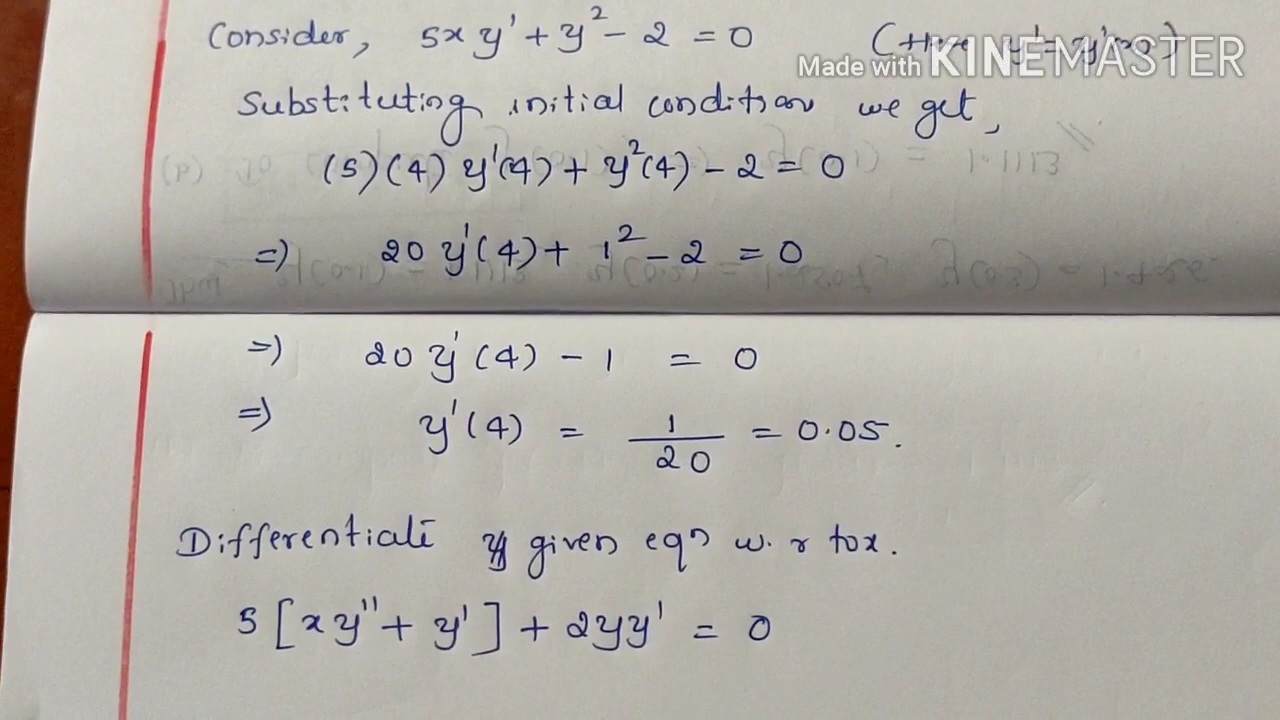 Consider, 5x y' + y² - 2 = 0
Made with KINEMASTER
Substituting initial condition we get,
(5)(4) y'(4) + y²(4) - 2 = 0
=) 20 y'(4) + 1² - 2 = 0
=) 20 y'(4) - 1 = 0
=) y'(4) = 1/20 = 0.05.
Differentiate given eqn w. r to x.
5[xy'' + y'] + 2yy' = 0